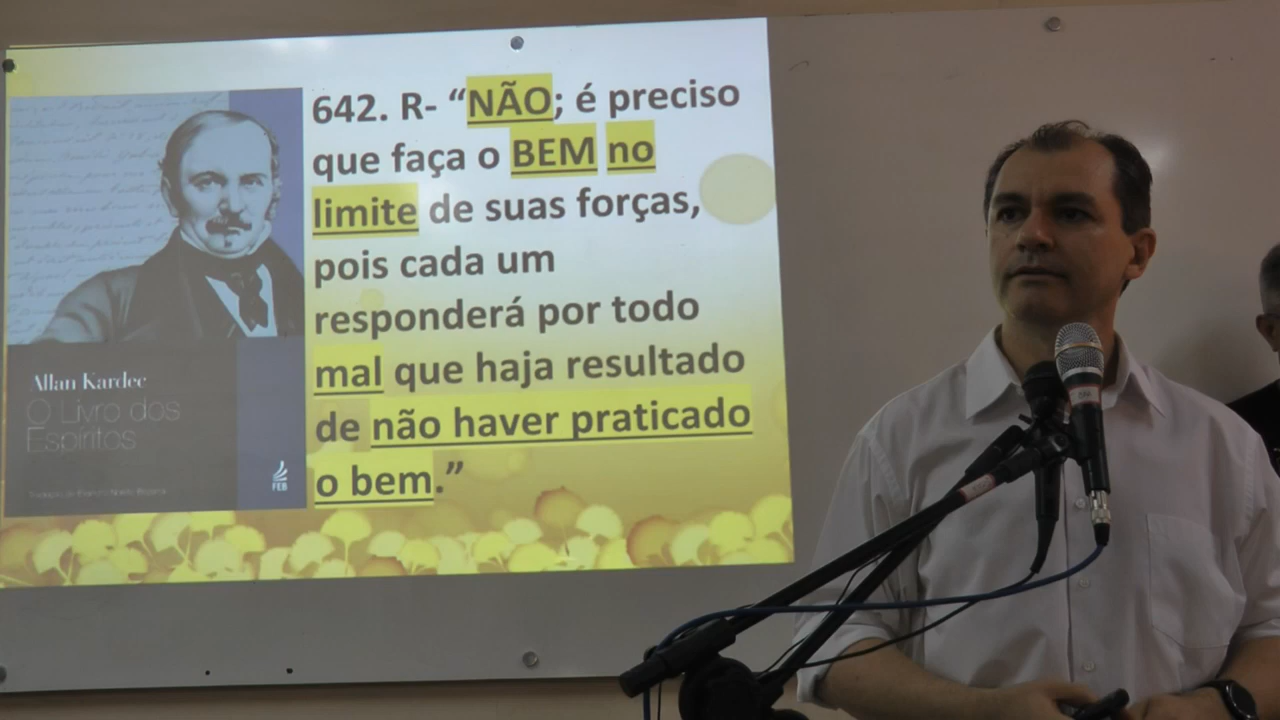 642. R- “NÃO; é preciso
que faça o BEM no
limite de suas forças,
pois cada um
responderá por todo
mal que haja resultado
de não haver praticado
o bem.”
Allan Kardec
O Livro dos
Espíritos
FEB